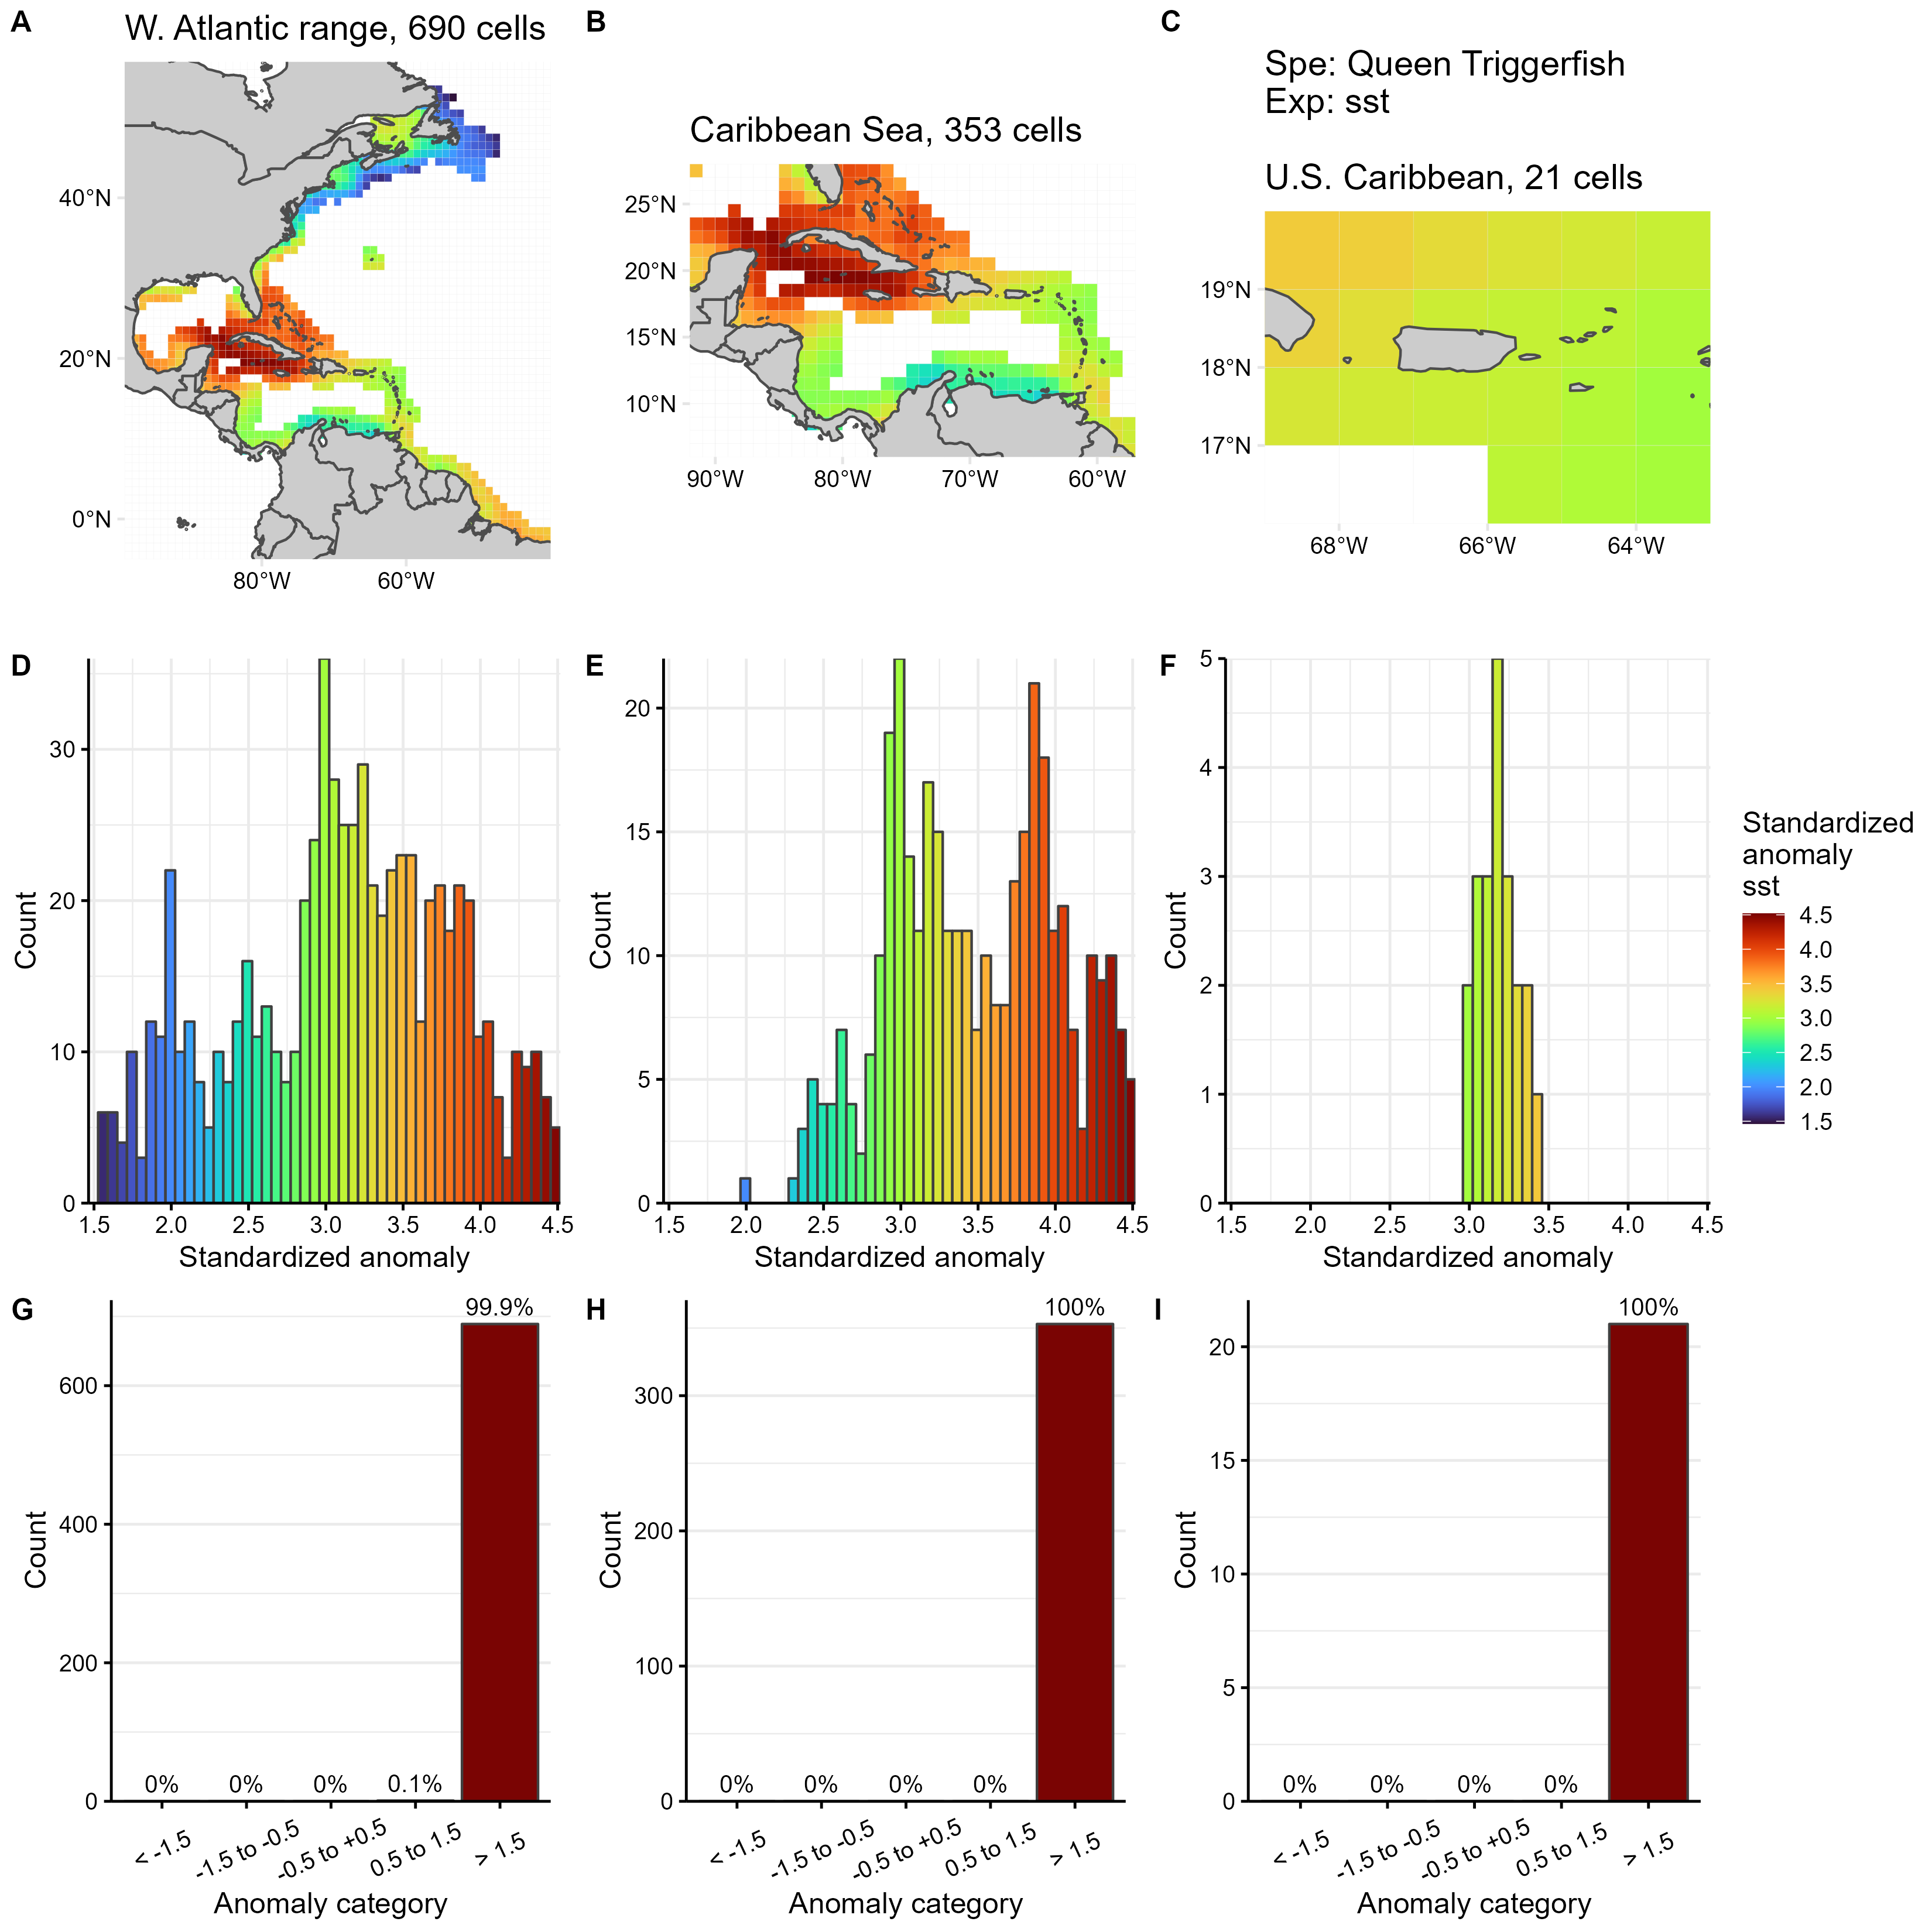 A
W. Atlantic range, 690 cells
40°N
20°N
0°N
80°W 60°W
B
Caribbean Sea, 353 cells
25°N
20°N
15°N
10°N
90°W 80°W 70°W 60°W
C
Spe: Queen Triggerfish
Exp: sst
U.S. Caribbean, 21 cells
19°N
18°N
17°N
68°W 66°W 64°W
D
Count
30
20
10
0
1.5 2.0 2.5 3.0 3.5 4.0 4.5
Standardized anomaly
E
Count
20
15
10
5
0
1.5 2.0 2.5 3.0 3.5 4.0 4.5
Standardized anomaly
F
Count
5
4
3
2
1
0
1.5 2.0 2.5 3.0 3.5 4.0 4.5
Standardized anomaly
Standardized
anomaly
sst
4.5
4.0
3.5
3.0
2.5
2.0
1.5
G
Count
600
400
200
0
0% 0% 0% 0.1% 99.9%
< -1.5 -1.5 to -0.5 -0.5 to +0.5 0.5 to 1.5 > 1.5
Anomaly category
H
Count
300
200
100
0
0% 0% 0% 0% 100%
< -1.5 -1.5 to -0.5 -0.5 to +0.5 0.5 to 1.5 > 1.5
Anomaly category
I
Count
20
15
10
5
0
0% 0% 0% 0% 100%
< -1.5 -1.5 to -0.5 -0.5 to +0.5 0.5 to 1.5 > 1.5
Anomaly category